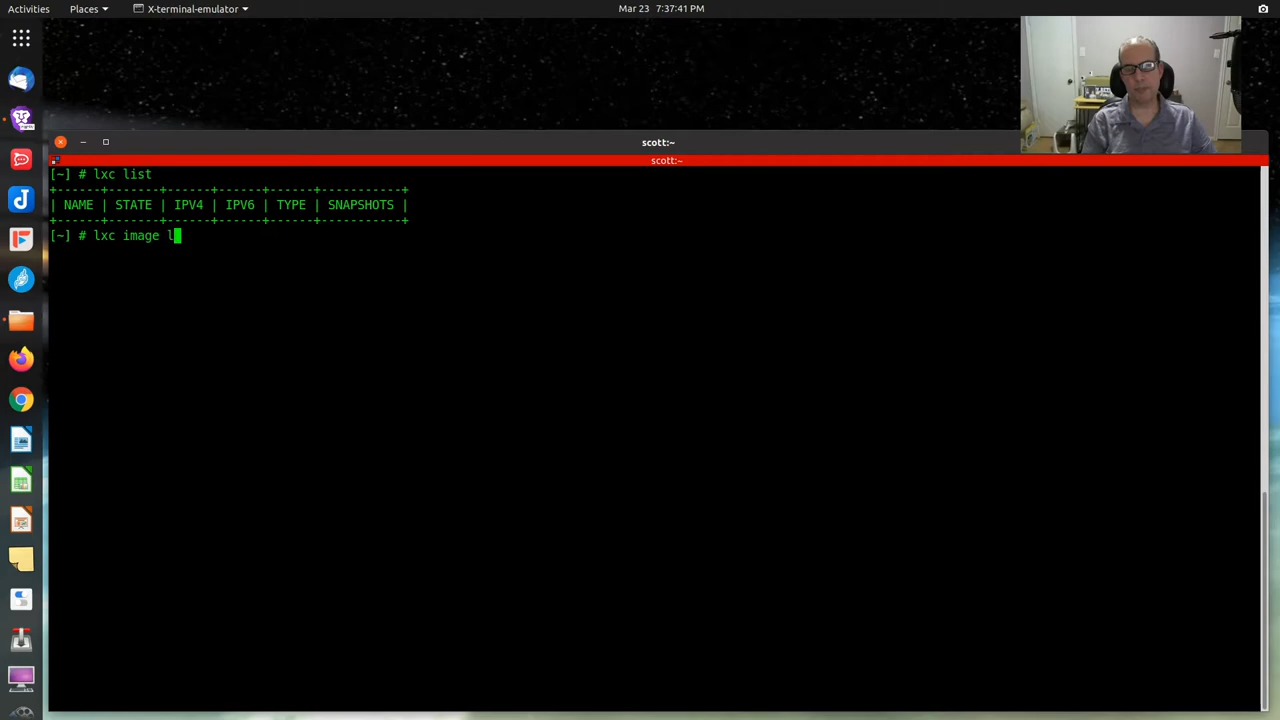 Activities Places X-terminal-emulator Mar 23 7:37:41 PM
scott:~
scott:~
[~] # lxc list
+------+-------+------+------+------+-----------+
| NAME | STATE | IPV4 | IPV6 | TYPE | SNAPSHOTS |
+------+-------+------+------+------+-----------+
[~] # lxc image l